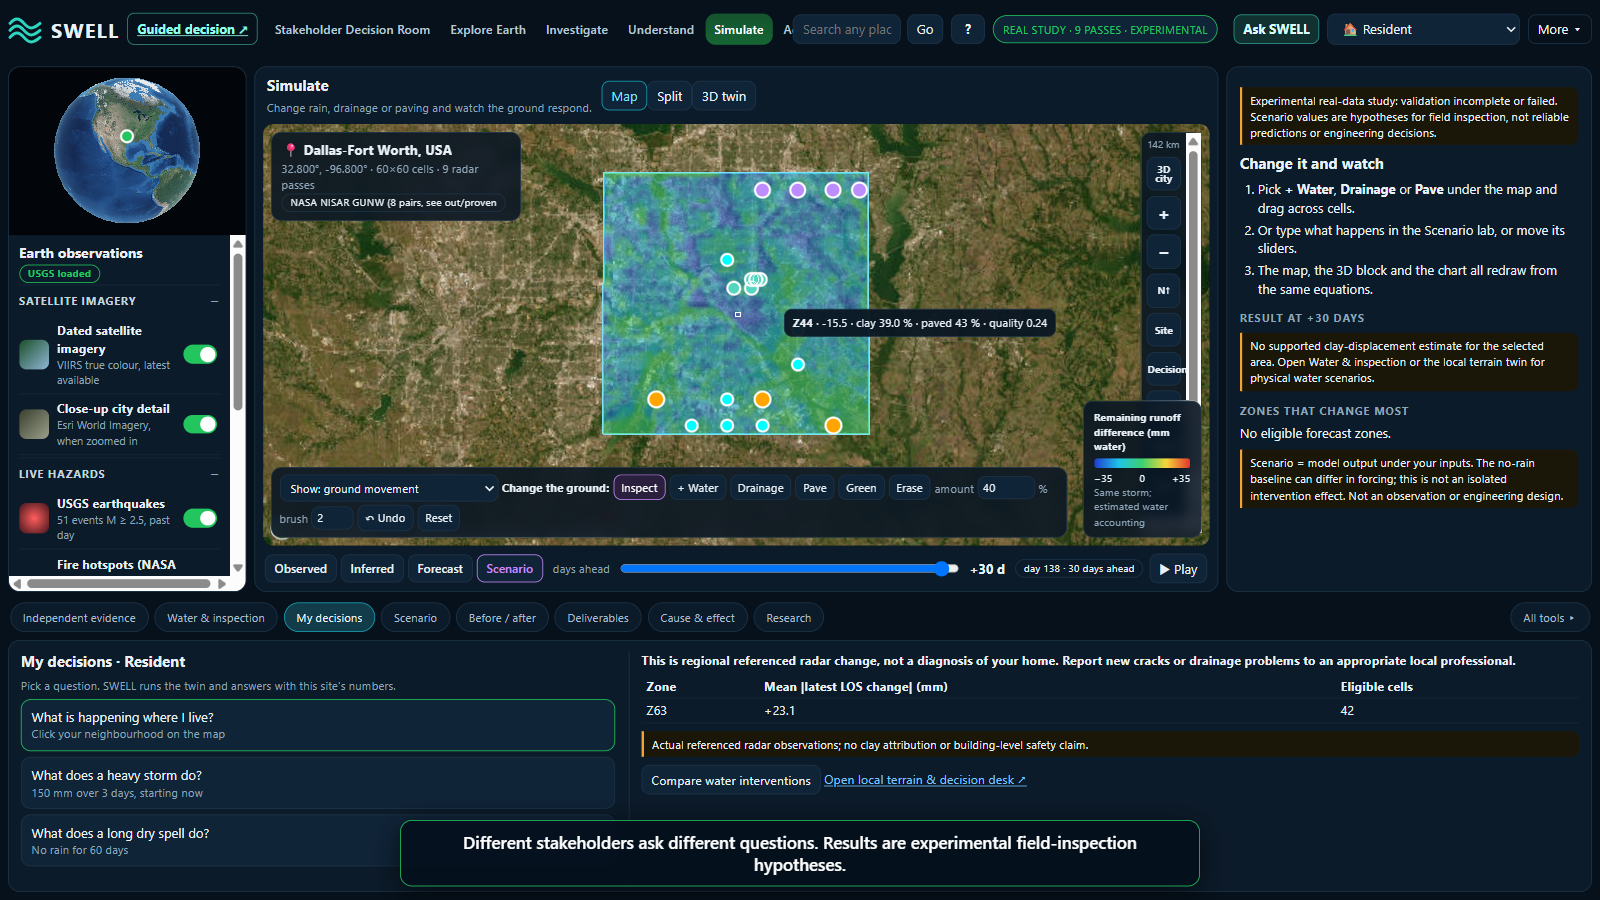 SWELL
Guided decision ↗
Stakeholder Decision Room
Explore Earth
Investigate
Understand
Simulate
Search any plac
Go
?
REAL STUDY · 9 PASSES · EXPERIMENTAL
Ask SWELL
Resident
More
Earth observations
USGS loaded
SATELLITE IMAGERY
Dated satellite
imagery
VIIRS true colour, latest
available
Close-up city detail
Esri World Imagery,
when zoomed in
LIVE HAZARDS
USGS earthquakes
51 events M ≥ 2.5, past
day
Fire hotspots (NASA
Simulate
Change rain, drainage or paving and watch the ground respond.
Map
Split
3D twin
Dallas-Fort Worth, USA
32.800°, -96.800° · 60×60 cells · 9 radar
passes
NASA NISAR GUNW (8 pairs, see out/proven
Z44 · -15.5 · clay 39.0 % · paved 43 % · quality 0.24
142 km
3D
city
+
−
N↑
Site
Decision
Remaining runoff
difference (mm
water)
−35 0 +35
Same storm;
estimated water
accounting
Show: ground movement
Change the ground:
Inspect
+ Water
Drainage
Pave
Green
Erase
amount 40 %
brush 2
↶ Undo
Reset
Observed
Inferred
Forecast
Scenario
days ahead
+30 d
day 138 · 30 days ahead
▶ Play
Experimental real-data study: validation incomplete or failed.
Scenario values are hypotheses for field inspection, not reliable
predictions or engineering decisions.
Change it and watch
1. Pick + Water, Drainage or Pave under the map and
drag across cells.
2. Or type what happens in the Scenario lab, or move its
sliders.
3. The map, the 3D block and the chart all redraw from
the same equations.
RESULT AT +30 DAYS
No supported clay-displacement estimate for the selected
area. Open Water & inspection or the local terrain twin for
physical water scenarios.
ZONES THAT CHANGE MOST
No eligible forecast zones.
Scenario = model output under your inputs. The no-rain
baseline can differ in forcing; this is not an isolated
intervention effect. Not an observation or engineering design.
Independent evidence
Water & inspection
My decisions
Scenario
Before / after
Deliverables
Cause & effect
Research
All tools ▸
My decisions · Resident
Pick a question. SWELL runs the twin and answers with this site's numbers.
What is happening where I live?
Click your neighbourhood on the map
What does a heavy storm do?
150 mm over 3 days, starting now
What does a long dry spell do?
No rain for 60 days
This is regional referenced radar change, not a diagnosis of your home. Report new cracks or drainage problems to an appropriate local professional.
Zone Mean |latest LOS change| (mm) Eligible cells
Z63 +23.1 42
Actual referenced radar observations; no clay attribution or building-level safety claim.
Compare water interventions
Open local terrain & decision desk ↗
Different stakeholders ask different questions. Results are experimental field-inspection
hypotheses.